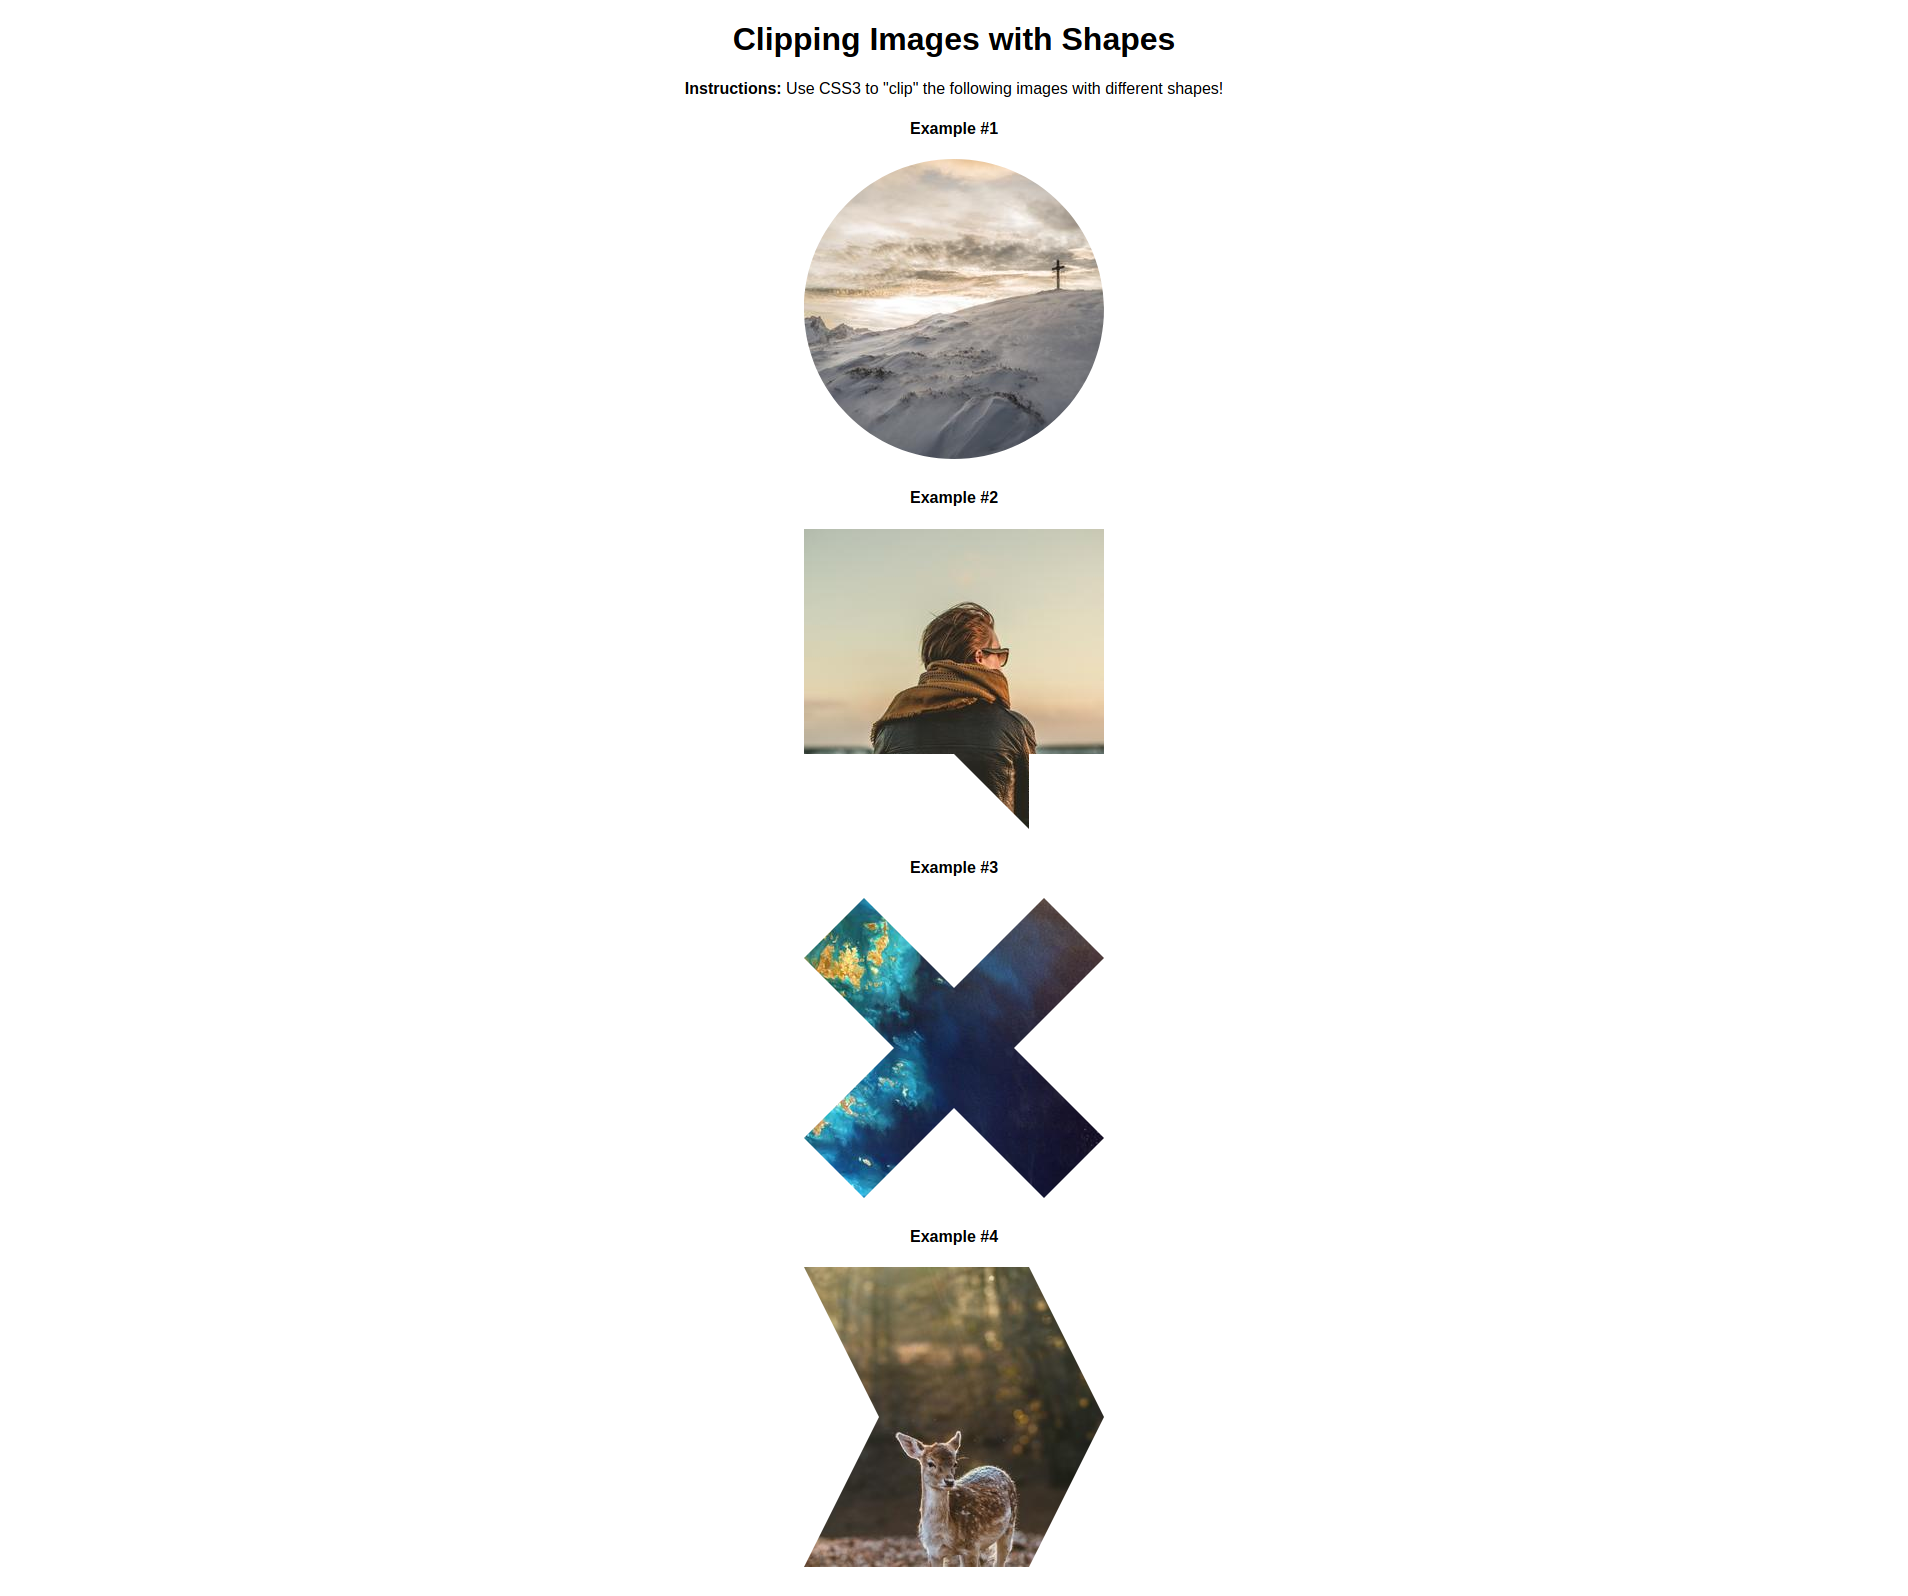 Clipping Images with Shapes
Instructions: Use CSS3 to "clip" the following images with different shapes!
Example #1
Example #2
Example #3
Example #4